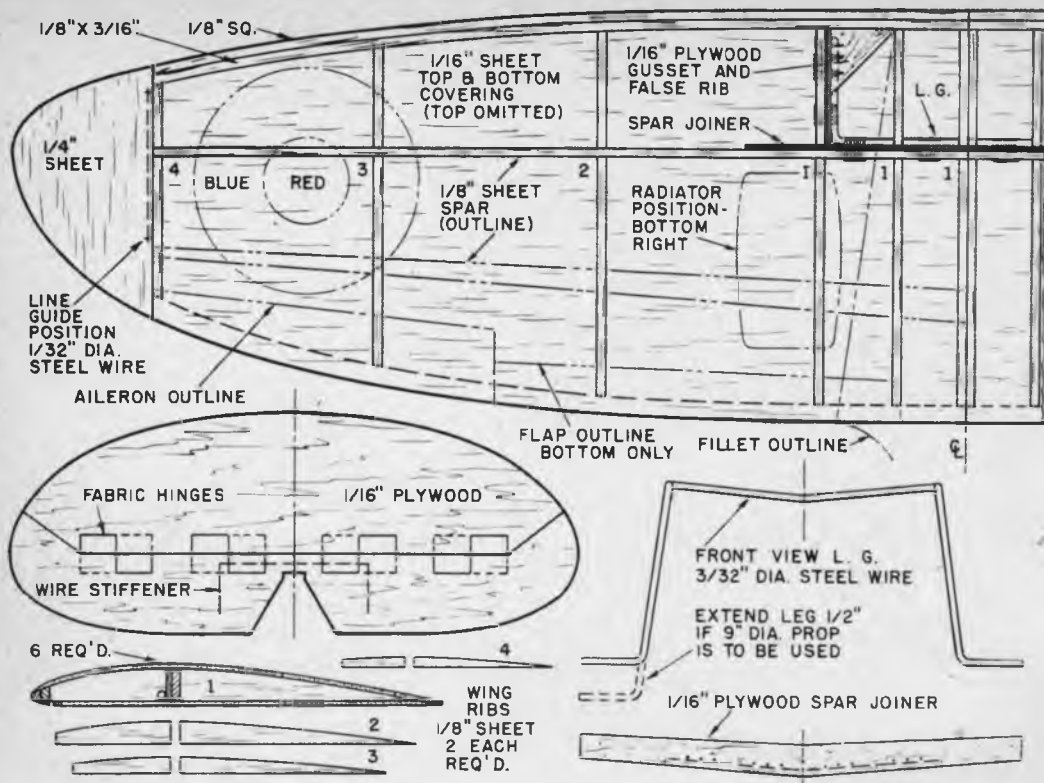 1/8" X 3/16".
1/8" SQ.
1/16" SHEET
TOP & BOTTOM
COVERING
(TOP OMITTED)
1/16" PLYWOOD
GUSSET AND
FALSE RIB
L.G.
SPAR JOINER
1/4"
SHEET
4
BLUE
RED
3
1/8" SHEET
SPAR
(OUTLINE)
2
RADIATOR
POSITION-
BOTTOM
RIGHT
1
1
1
LINE
GUIDE
POSITION
1/32" DIA.
STEEL WIRE
AILERON OUTLINE
FLAP OUTLINE
BOTTOM ONLY
FILLET OUTLINE
CL
FABRIC HINGES
1/16" PLYWOOD
WIRE STIFFENER
FRONT VIEW L. G.
3/32" DIA. STEEL WIRE
EXTEND LEG 1/2"
IF 9" DIA. PROP
IS TO BE USED
6 REQ'D.
1
4
2
3
WING
RIBS
1/8" SHEET
2 EACH
REQ'D.
1/16" PLYWOOD SPAR JOINER